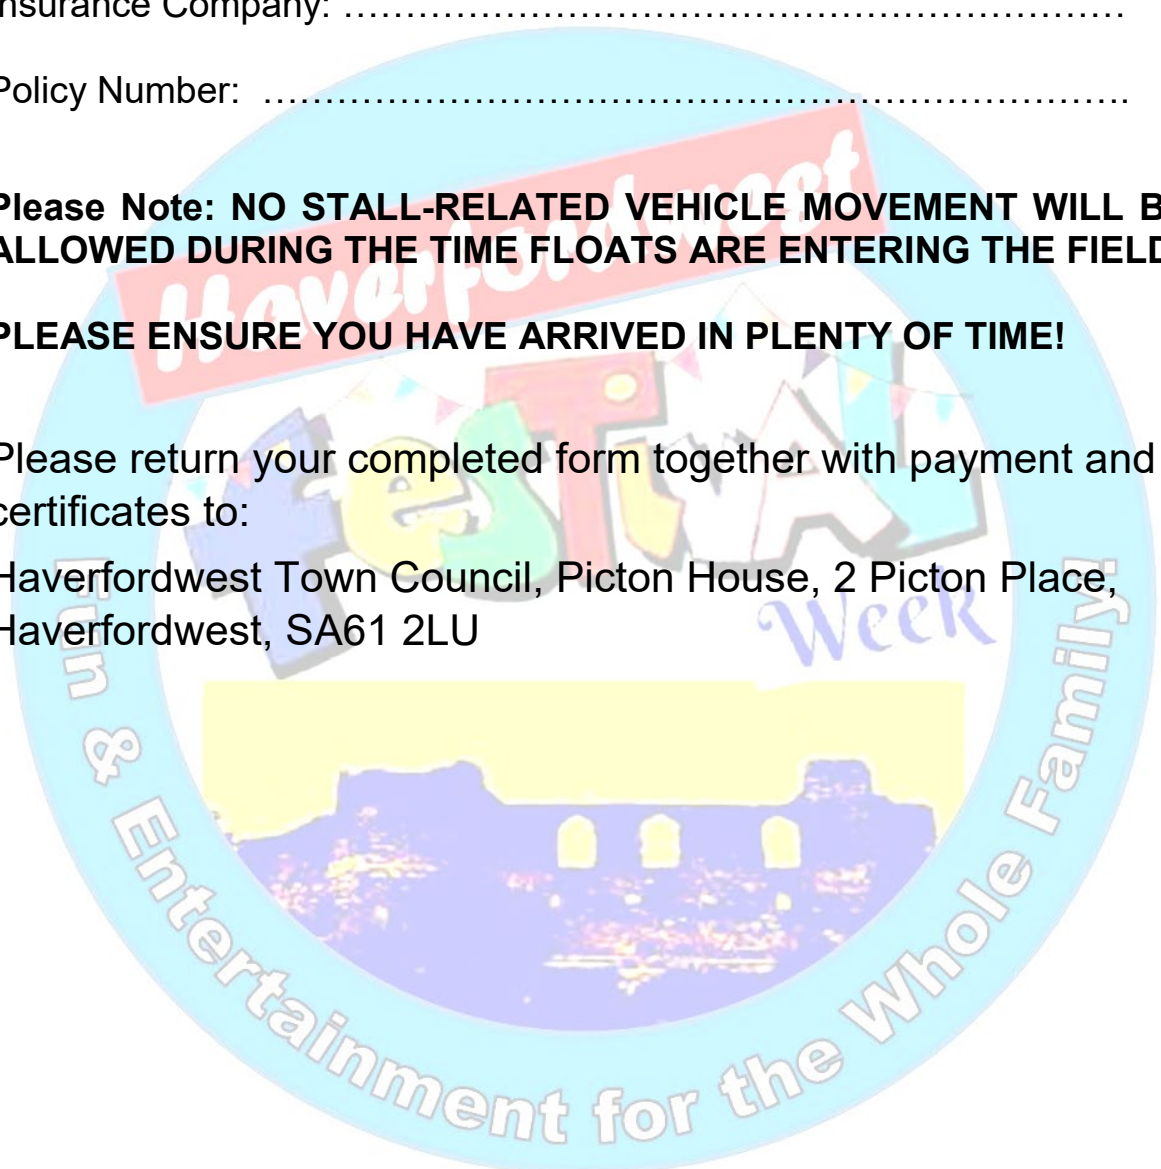 Insurance Company: ……………………………………………………
Policy Number: …………………………………………………………….
Please Note: NO STALL-RELATED VEHICLE MOVEMENT WILL B
ALLOWED DURING THE TIME FLOATS ARE ENTERING THE FIELD
PLEASE ENSURE YOU HAVE ARRIVED IN PLENTY OF TIME!
Please return your completed form together with payment and
certificates to:
Haverfordwest Town Council, Picton House, 2 Picton Place,
Haverfordwest, SA61 2LU
Haverfordwest
FESTIVAL
Week
Fun & Entertainment for the Whole Family!